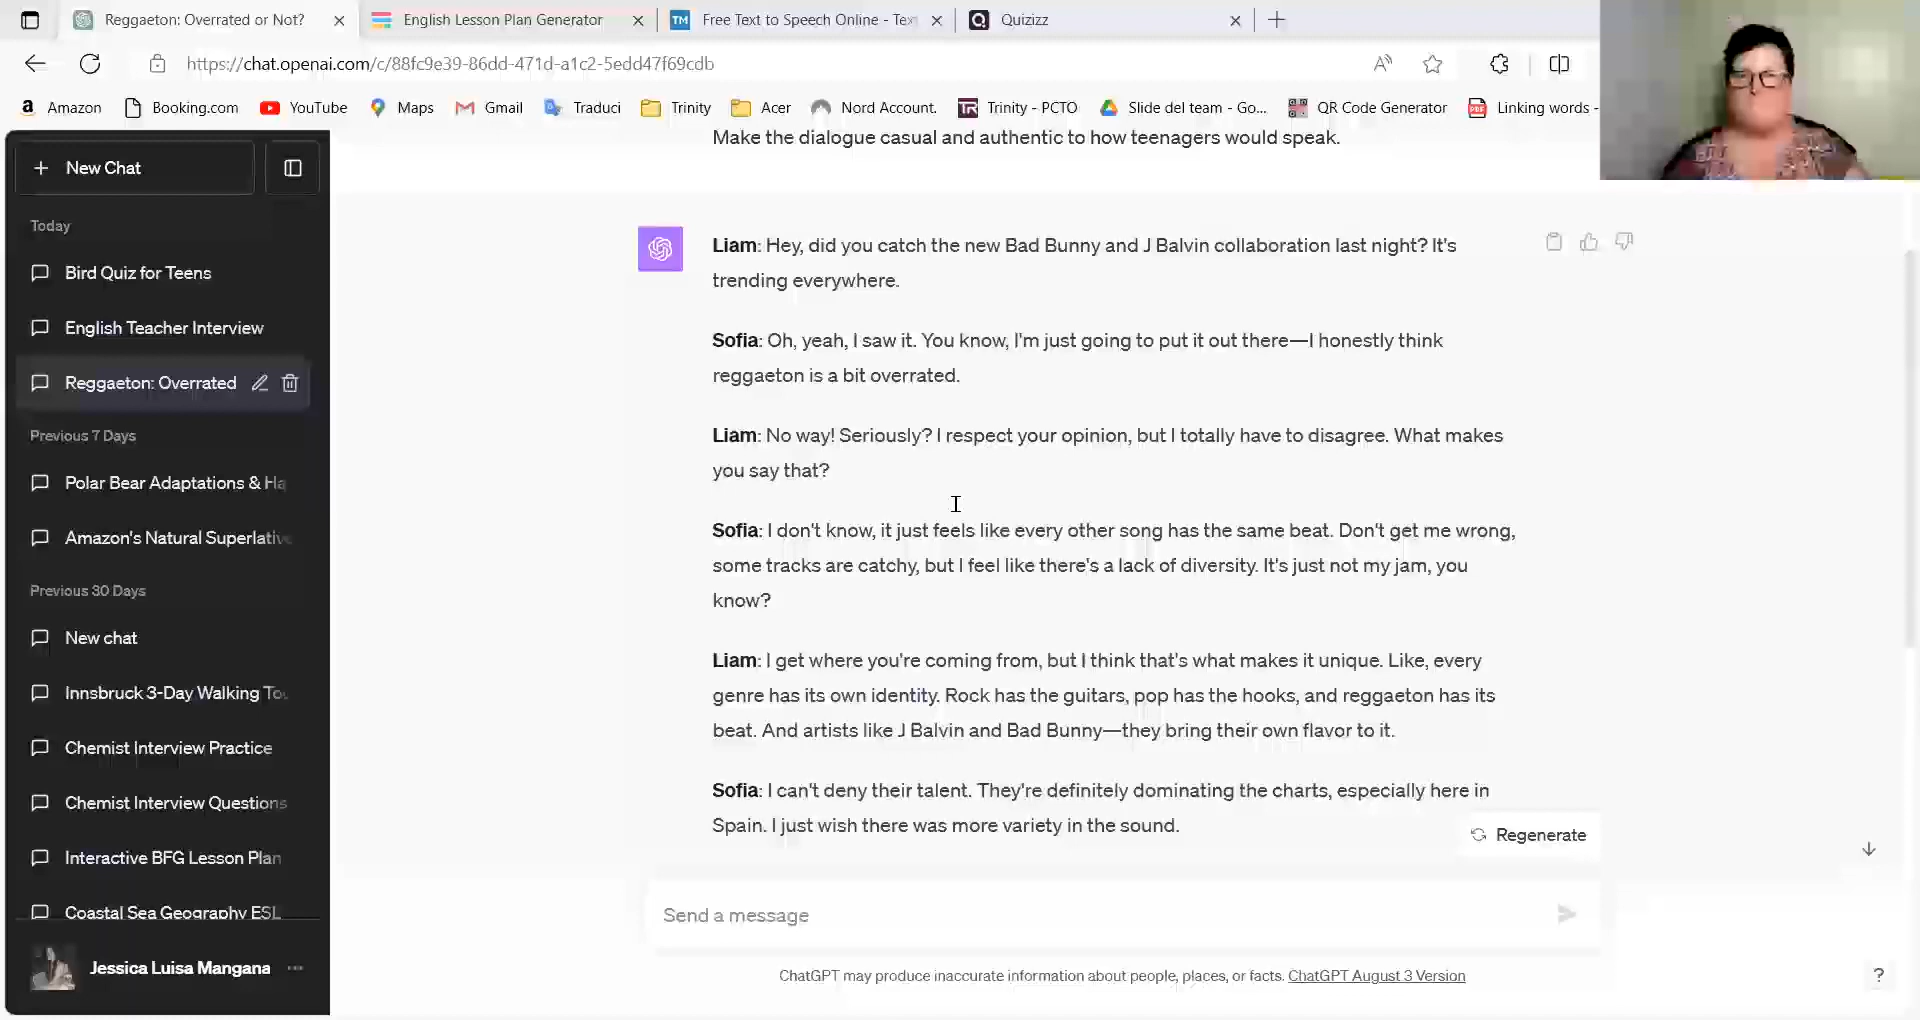 Reggaeton: Overrated or Not?
English Lesson Plan Generator
TM Free Text to Speech Online - Tex
Quizizz
https://chat.openai.com/c/88fc9e39-86dd-471d-a1c2-5edd47f69cdb
Amazon Booking.com YouTube Maps Gmail Traduci Trinity Acer Nord Account. TR Trinity - PCTO Slide del team - Go... QR Code Generator Linking words -
New Chat
Today
Bird Quiz for Teens
English Teacher Interview
Reggaeton: Overrated
Previous 7 Days
Polar Bear Adaptations & Ha
Amazon's Natural Superlative
Previous 30 Days
New chat
Innsbruck 3-Day Walking Tou
Chemist Interview Practice
Chemist Interview Questions
Interactive BFG Lesson Plan
Coastal Sea Geography ESL
Jessica Luisa Mangana
Make the dialogue casual and authentic to how teenagers would speak.
Liam: Hey, did you catch the new Bad Bunny and J Balvin collaboration last night? It's
trending everywhere.
Sofia: Oh, yeah, I saw it. You know, I'm just going to put it out there—I honestly think
reggaeton is a bit overrated.
Liam: No way! Seriously? I respect your opinion, but I totally have to disagree. What makes
you say that?
Sofia: I don't know, it just feels like every other song has the same beat. Don't get me wrong,
some tracks are catchy, but I feel like there's a lack of diversity. It's just not my jam, you
know?
Liam: I get where you're coming from, but I think that's what makes it unique. Like, every
genre has its own identity. Rock has the guitars, pop has the hooks, and reggaeton has its
beat. And artists like J Balvin and Bad Bunny—they bring their own flavor to it.
Sofia: I can't deny their talent. They're definitely dominating the charts, especially here in
Spain. I just wish there was more variety in the sound.
Regenerate
Send a message
ChatGPT may produce inaccurate information about people, places, or facts. ChatGPT August 3 Version
?